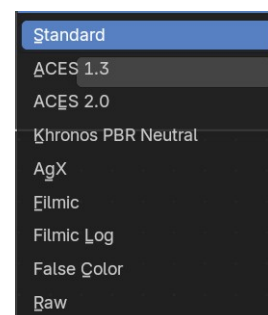 Standard
ACES 1.3
ACES 2.0
Khronos PBR Neutral
AgX
Filmic
Filmic Log
False Color
Raw